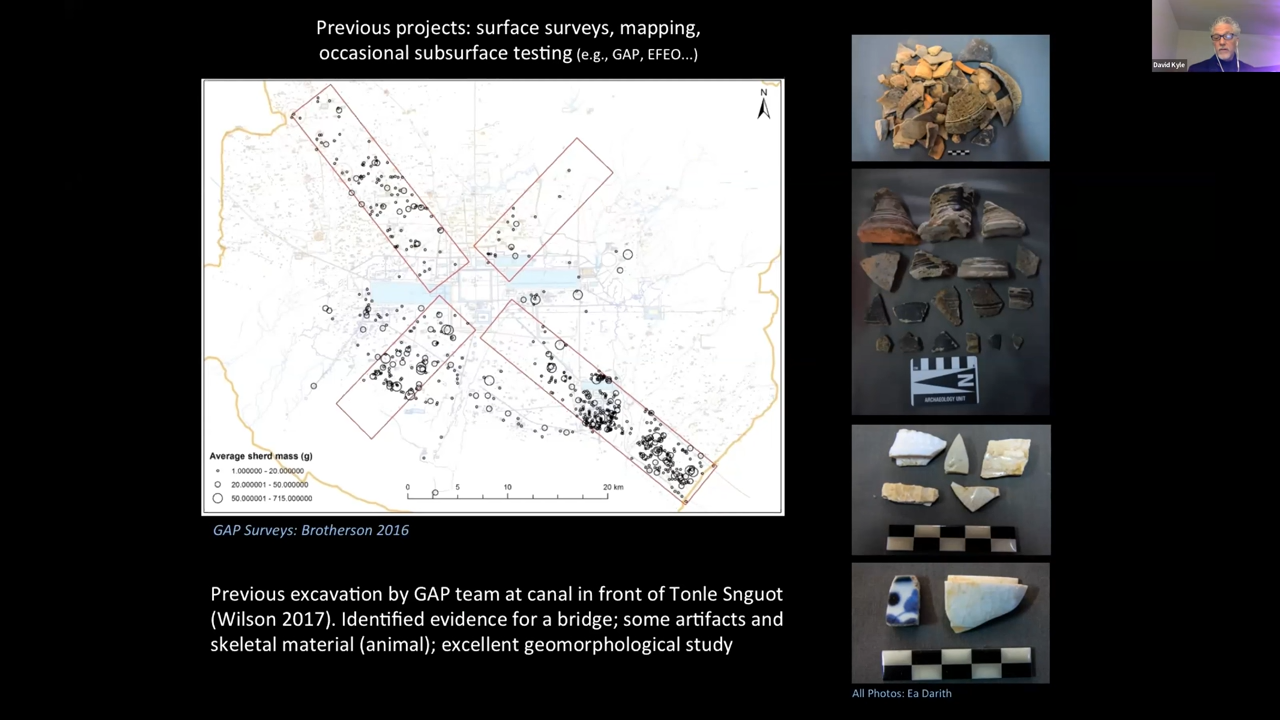 Previous projects: surface surveys, mapping,
occasional subsurface testing (e.g., GAP, EFEO...)
David Kyle
N
Average sherd mass (g)
1.000000 - 20.000000
20.000001 - 50.000000
50.000001 - 715.000000
0 5 10 20 km
GAP Surveys: Brotherson 2016
Previous excavation by GAP team at canal in front of Tonle Snguot
(Wilson 2017). Identified evidence for a bridge; some artifacts and
skeletal material (animal); excellent geomorphological study
N
ARCHAEOLOGY UNIT
All Photos: Ea Darith